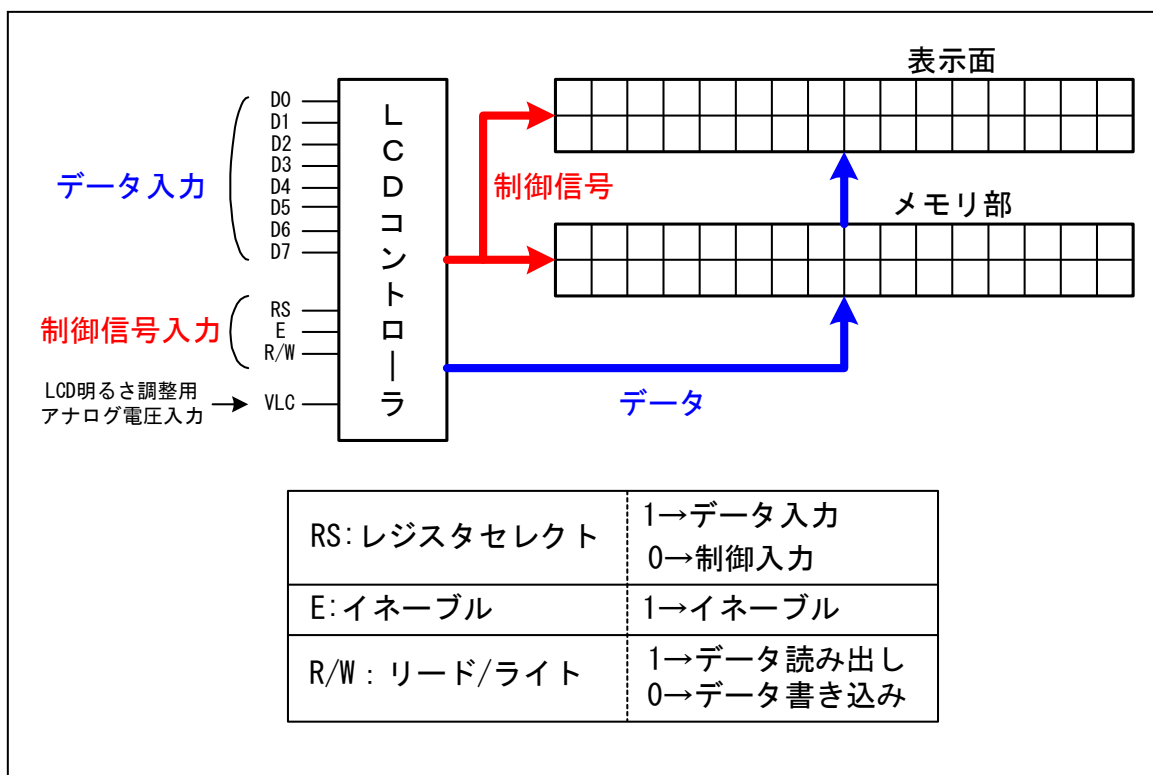 表示面
D0
D1
D2
D3
D4
D5
D6
D7
データ入力
LCDコントローラ
制御信号
メモリ部
RS
E
R/W
制御信号入力
LCD明るさ調整用
アナログ電圧入力
VLC
データ
RS:レジスタセレクト
1→データ入力
0→制御入力
E:イネーブル
1→イネーブル
R/W：リード/ライト
1→データ読み出し
0→データ書き込み